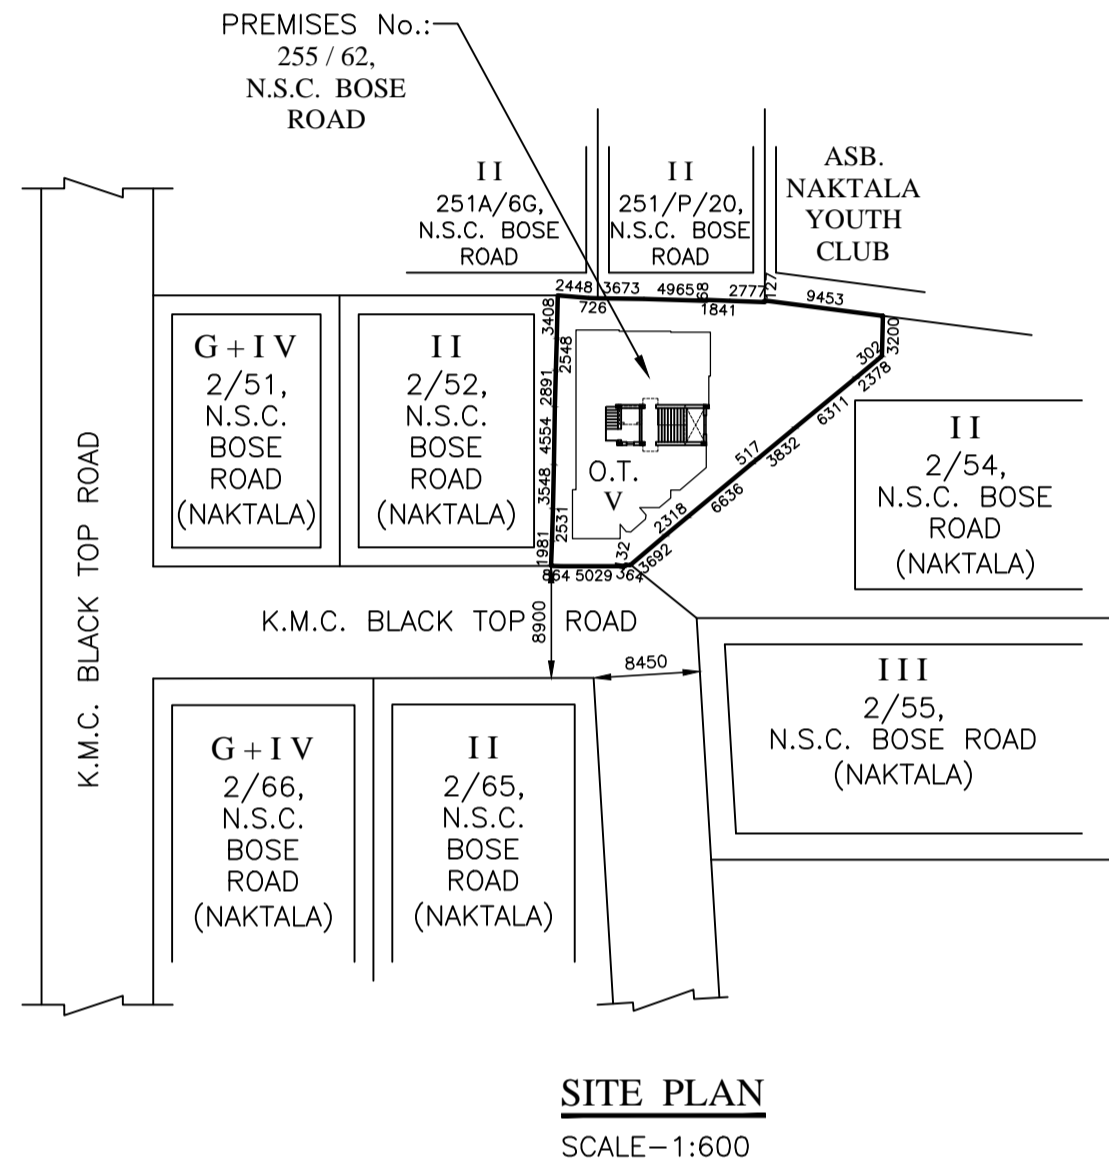 PREMISES No.:
255 / 62,
N.S.C. BOSE
ROAD
II
251A/6G,
N.S.C. BOSE
ROAD
II
251/P/20,
N.S.C. BOSE
ROAD
ASB.
NAKTALA
YOUTH
CLUB
2448
3673
4965
68
2777
127
9453
726
1841
3408
2548
2891
4554
3548
2531
1981
3200
302
2378
6311
517
3832
6636
2318
3692
132
864
5029
364
G+IV
2/51,
N.S.C.
BOSE
ROAD
(NAKTALA)
II
2/52,
N.S.C.
BOSE
ROAD
(NAKTALA)
O.T.
V
II
2/54,
N.S.C. BOSE
ROAD
(NAKTALA)
K.M.C. BLACK TOP ROAD
K.M.C. BLACK TOP ROAD
8900
8450
III
2/55,
N.S.C. BOSE ROAD
(NAKTALA)
G+IV
2/66,
N.S.C.
BOSE
ROAD
(NAKTALA)
II
2/65,
N.S.C.
BOSE
ROAD
(NAKTALA)
SITE PLAN
SCALE-1:600